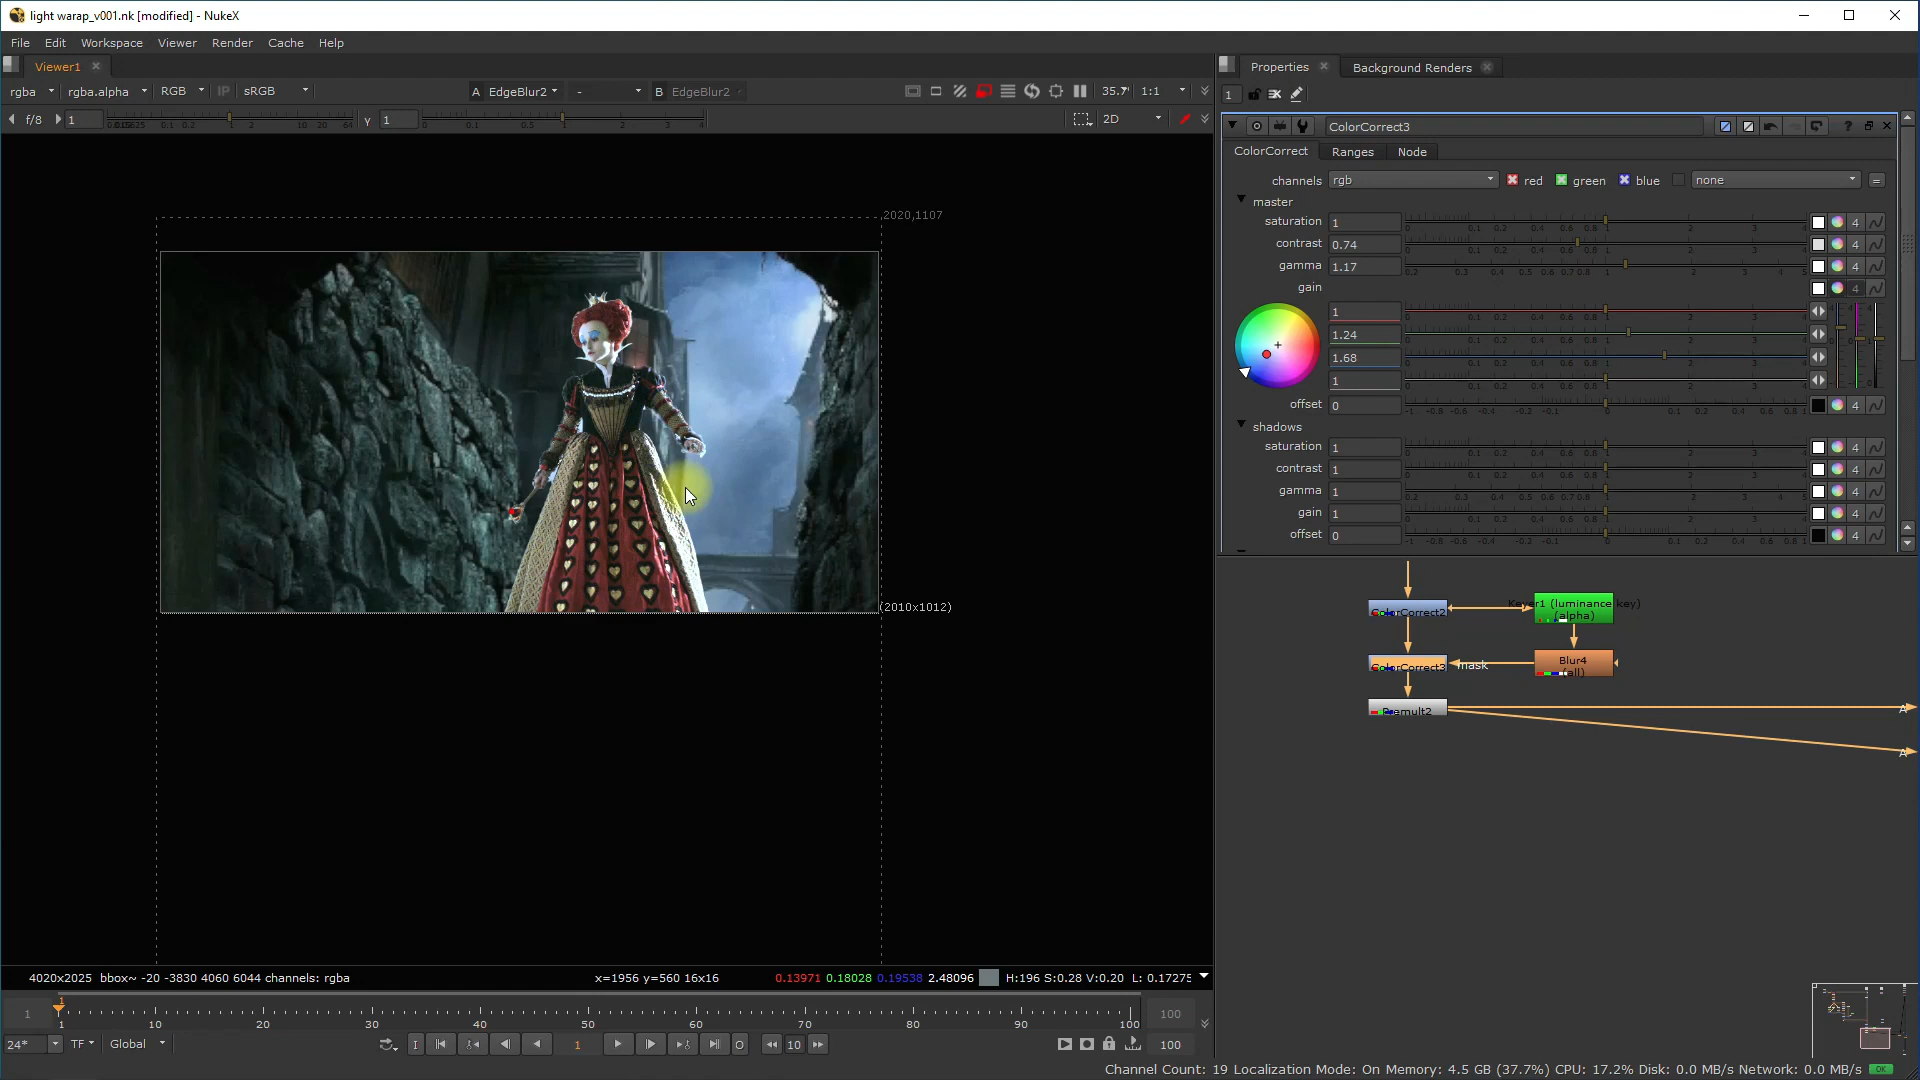 light warap_v001.nk [modified] - NukeX
File Edit Workspace Viewer Render Cache Help
Viewer1
Properties Background Renders
rgba rgba.alpha RGB IP sRGB A EdgeBlur2 - B EdgeBlur2 35.7 1:1
1
f/8 1 γ 1 2D
ColorCorrect3
ColorCorrect Ranges Node
channels rgb red green blue none =
master
saturation 1
contrast 0.74
gamma 1.17
gain
1
1.24
1.68
1
offset 0
shadows
saturation 1
contrast 1
gamma 1
gain 1
offset 0
2020,1107
(2010x1012)
ColorCorrect2
Keyer1 (luminance key)
(alpha)
ColorCorrect3
mask
Blur4
(all)
Premult2
A
A
4020x2025 bbox~ -20 -3830 4060 6044 channels: rgba x=1956 y=560 16x16 0.13971 0.18028 0.19538 2.48096 H:196 S:0.28 V:0.20 L: 0.17275
1
1 1 10 20 30 40 50 60 70 80 90 100 100
24* TF Global I 1 O 10 100
Channel Count: 19 Localization Mode: On Memory: 4.5 GB (37.7%) CPU: 17.2% Disk: 0.0 MB/s Network: 0.0 MB/s OK